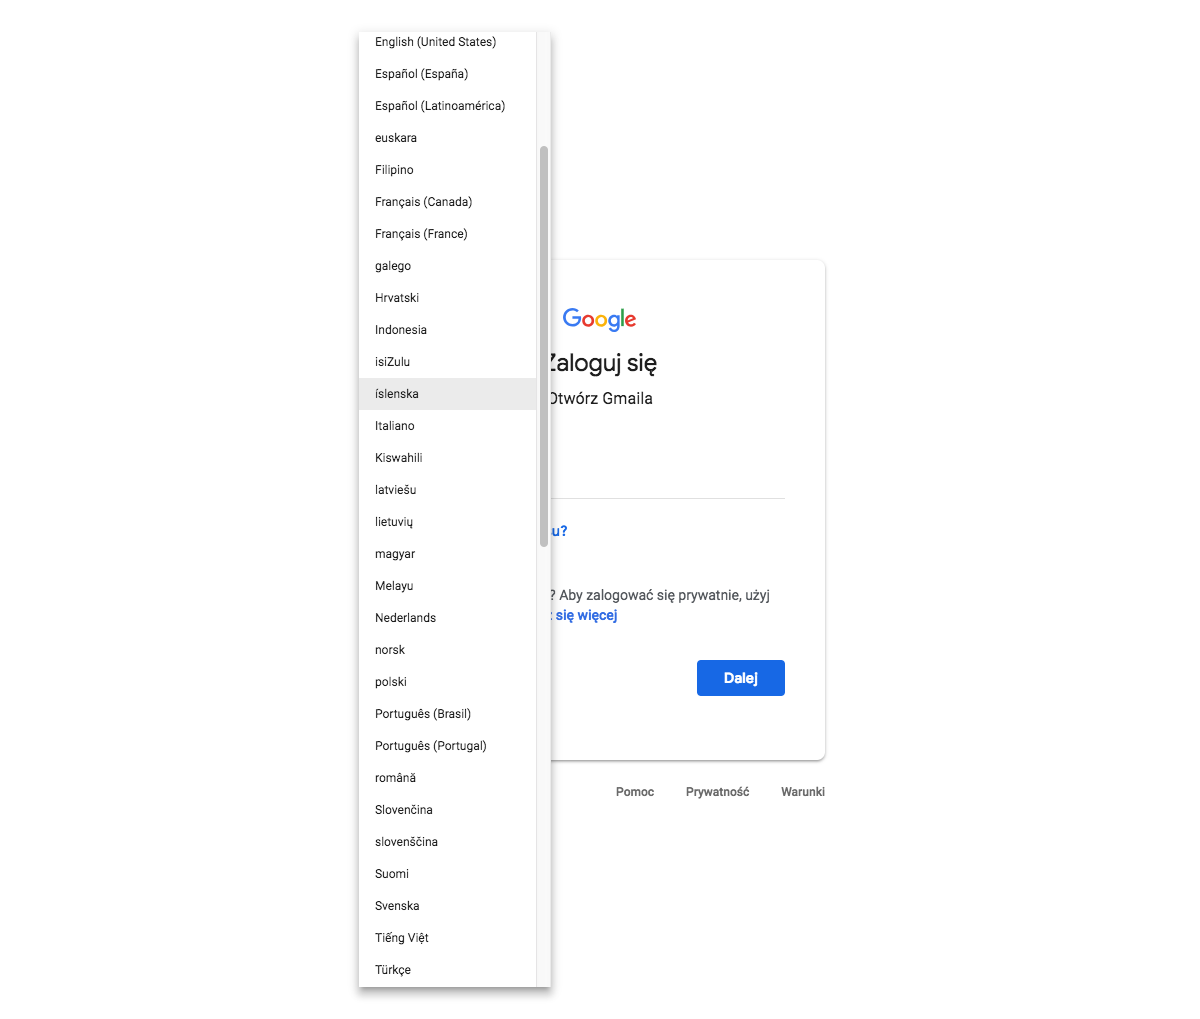 English (United States)
Español (España)
Español (Latinoamérica)
euskara
Filipino
Français (Canada)
Français (France)
galego
Hrvatski
Indonesia
isiZulu
íslenska
Italiano
Kiswahili
latviešu
lietuvių
magyar
Melayu
Nederlands
norsk
polski
Português (Brasil)
Português (Portugal)
română
Slovenčina
slovenščina
Suomi
Svenska
Tiếng Việt
Türkçe
Google
Zaloguj się
Otwórz Gmaila
su?
? Aby zalogować się prywatnie, użyj
się więcej
Dalej
Pomoc
Prywatność
Warunki